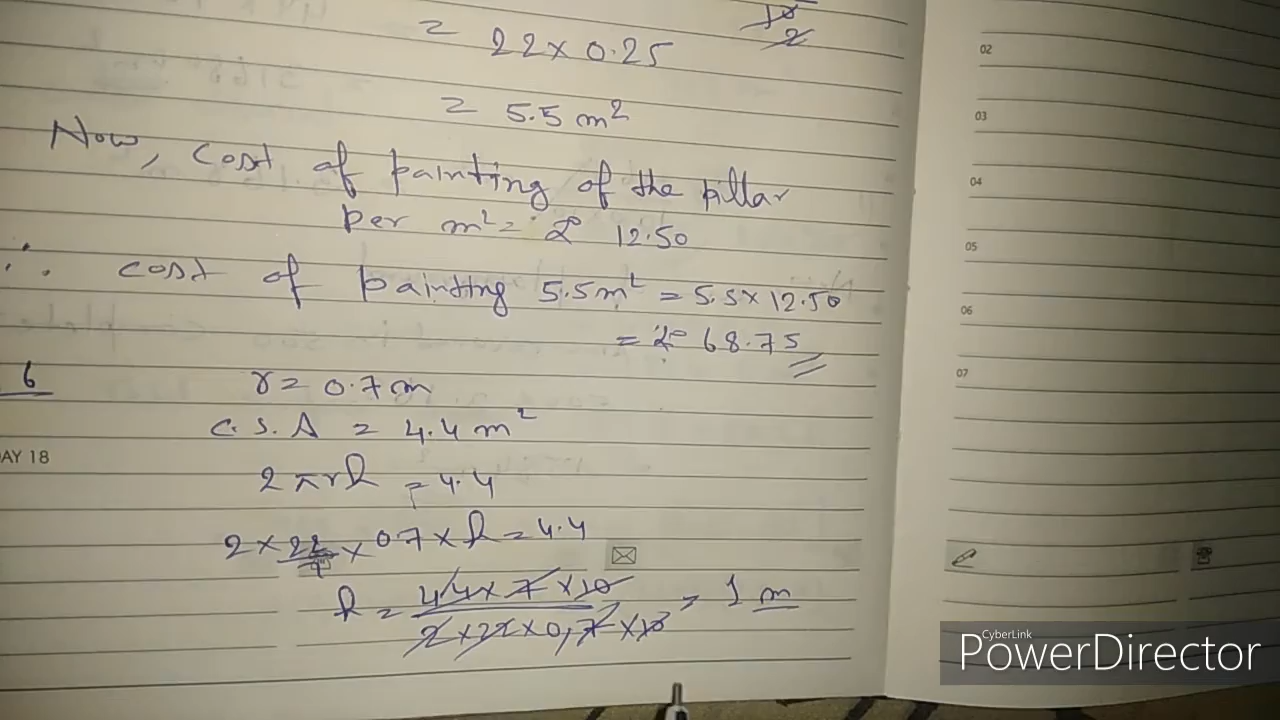 = 22 × 0.25
10
2
= 5.5 m²
Now, cost of painting of the pillar
per m² = ₹ 12.50
∴ cost of painting 5.5 m² = 5.5 × 12.50
= ₹ 68.75
6
r = 0.7 m
C.S.A = 4.4 m²
AY 18
2πrh = 4.4
2 × 22/7 × 0.7 × h = 4.4
h = 44 × 7 × 10 / 2 × 22 × 0.7 × 10 = 1 m
02
03
04
05
06
07
CyberLink
PowerDirector